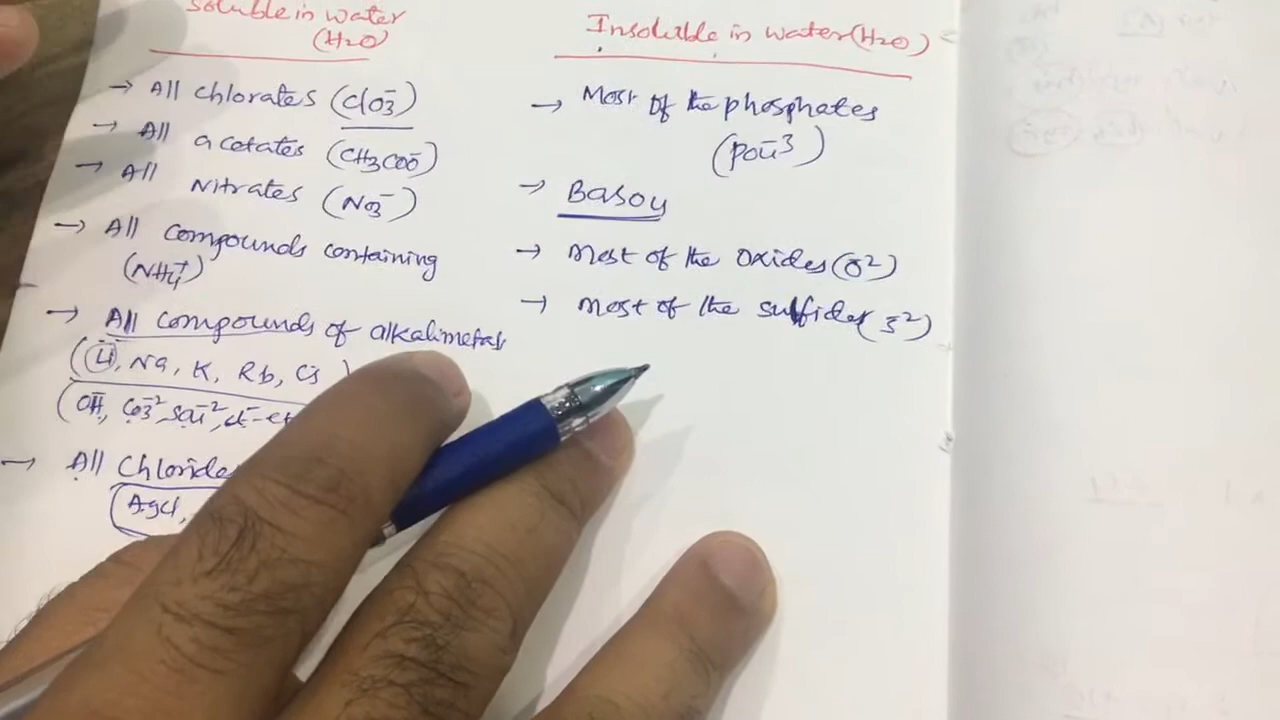 soluble in water
(H2O)
→ All chlorates (ClO3⁻)
→ All acetates (CH3COO⁻)
→ All Nitrates (NO3⁻)
→ All compounds containing
(NH4⁺)
→ All compounds of alkalimetals
(Li, Na, K, Rb, Cs)
(OH⁻, CO3⁻², SO4⁻², Cl⁻
→ All Chloride
AgCl,
Insoluble in water (H2O)
→ Most of the phosphates
(PO4⁻³)
→ BaSO4
→ Most of the oxides (O⁻²)
→ Most of the sulfides (S⁻²)